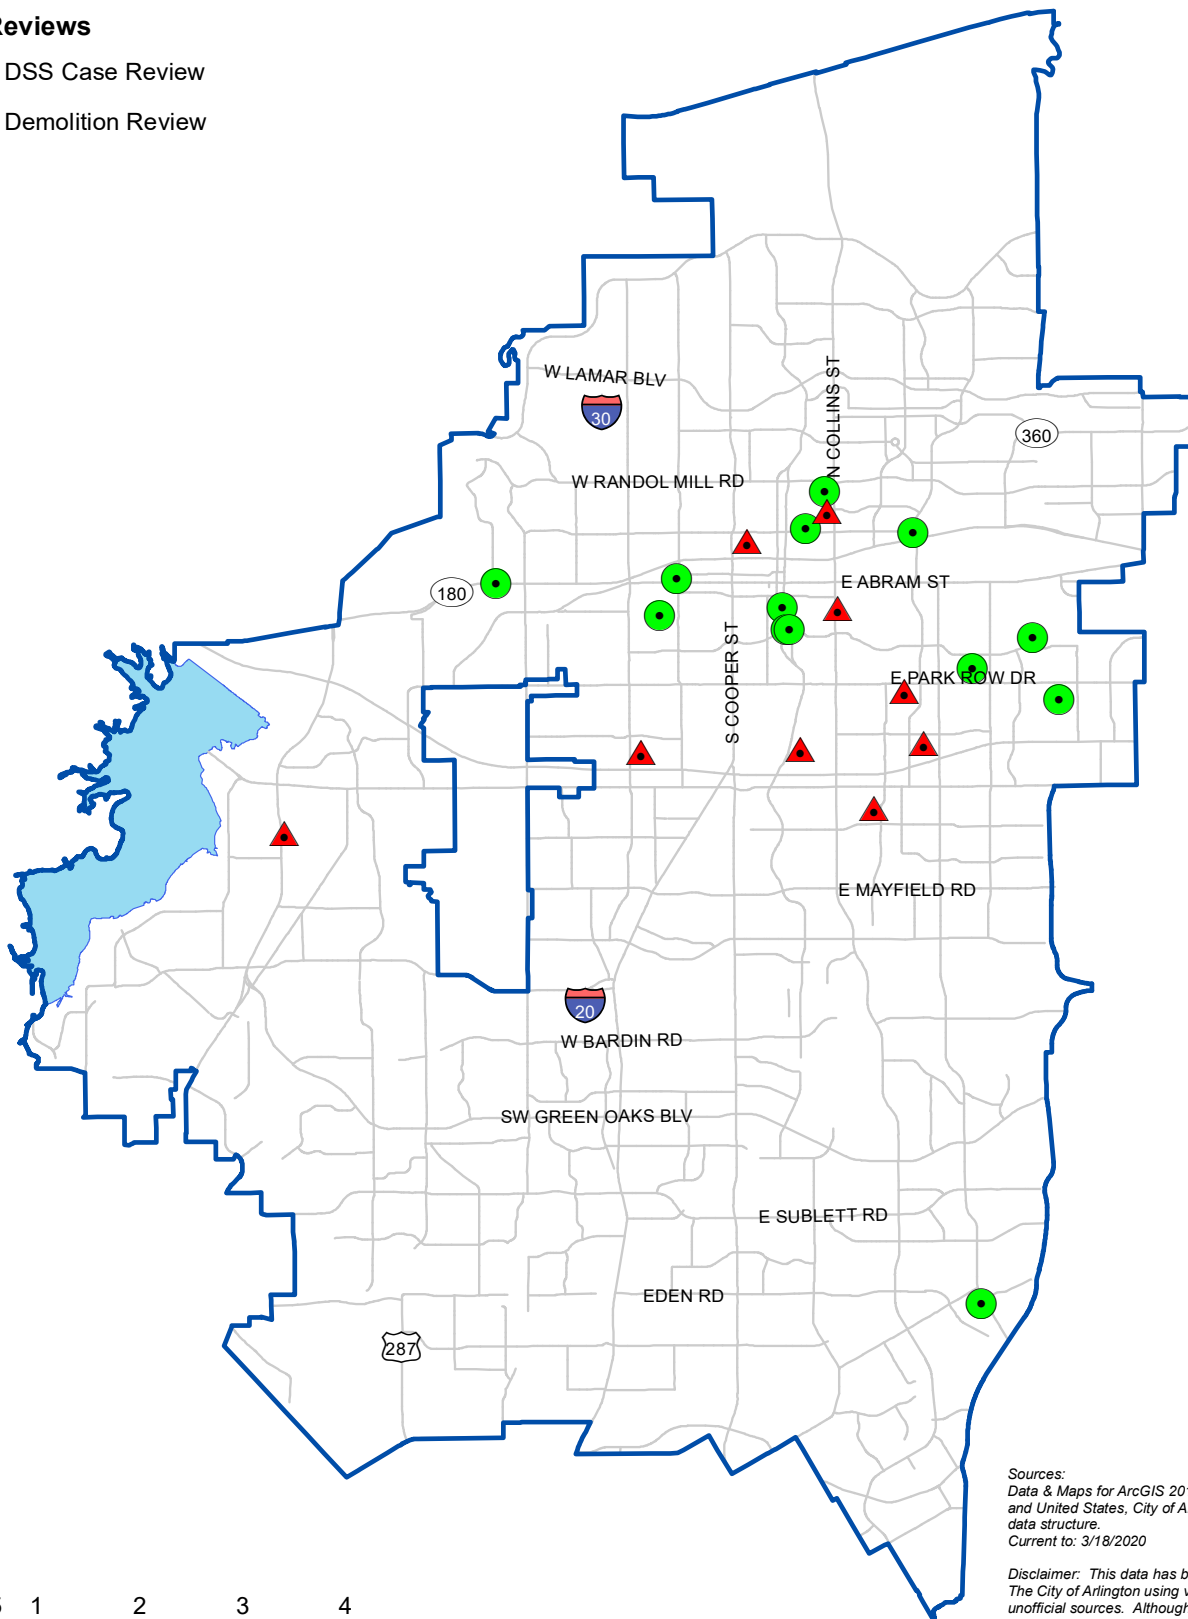 DSS Case Review
Demolition Review
W LAMAR BLV
30
N COLLINS ST
360
W RANDOL MILL RD
E ABRAM ST
180
S COOPER ST
E PARK ROW DR
E MAYFIELD RD
20
W BARDIN RD
SW GREEN OAKS BLV
E SUBLETT RD
EDEN RD
287
Sources:
Data & Maps for ArcGIS
and United States, City of
data structure.
Current to: 3/18/2020
Disclaimer: This data has
The City of Arlington using
unofficial sources. Although
1 2 3 4